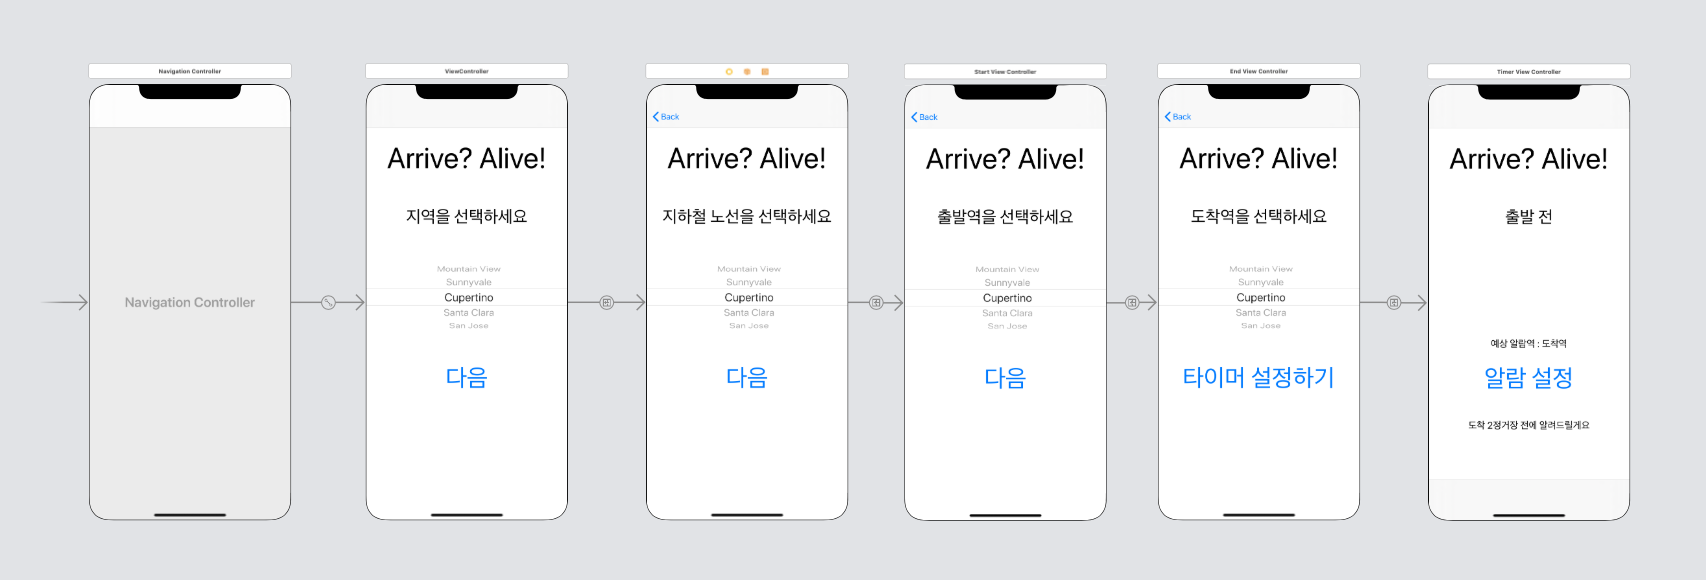 Navigation Controller
Navigation Controller
ViewController
Arrive? Alive!
지역을 선택하세요
Mountain View
Sunnyvale
Cupertino
Santa Clara
San Jose
다음
Back
Arrive? Alive!
지하철 노선을 선택하세요
Mountain View
Sunnyvale
Cupertino
Santa Clara
San Jose
다음
Start View Controller
Back
Arrive? Alive!
출발역을 선택하세요
Mountain View
Sunnyvale
Cupertino
Santa Clara
San Jose
다음
End View Controller
Back
Arrive? Alive!
도착역을 선택하세요
Mountain View
Sunnyvale
Cupertino
Santa Clara
San Jose
타이머 설정하기
Timer View Controller
Arrive? Alive!
출발 전
예상 알람역 : 도착역
알람 설정
도착 2정거장 전에 알려드릴게요